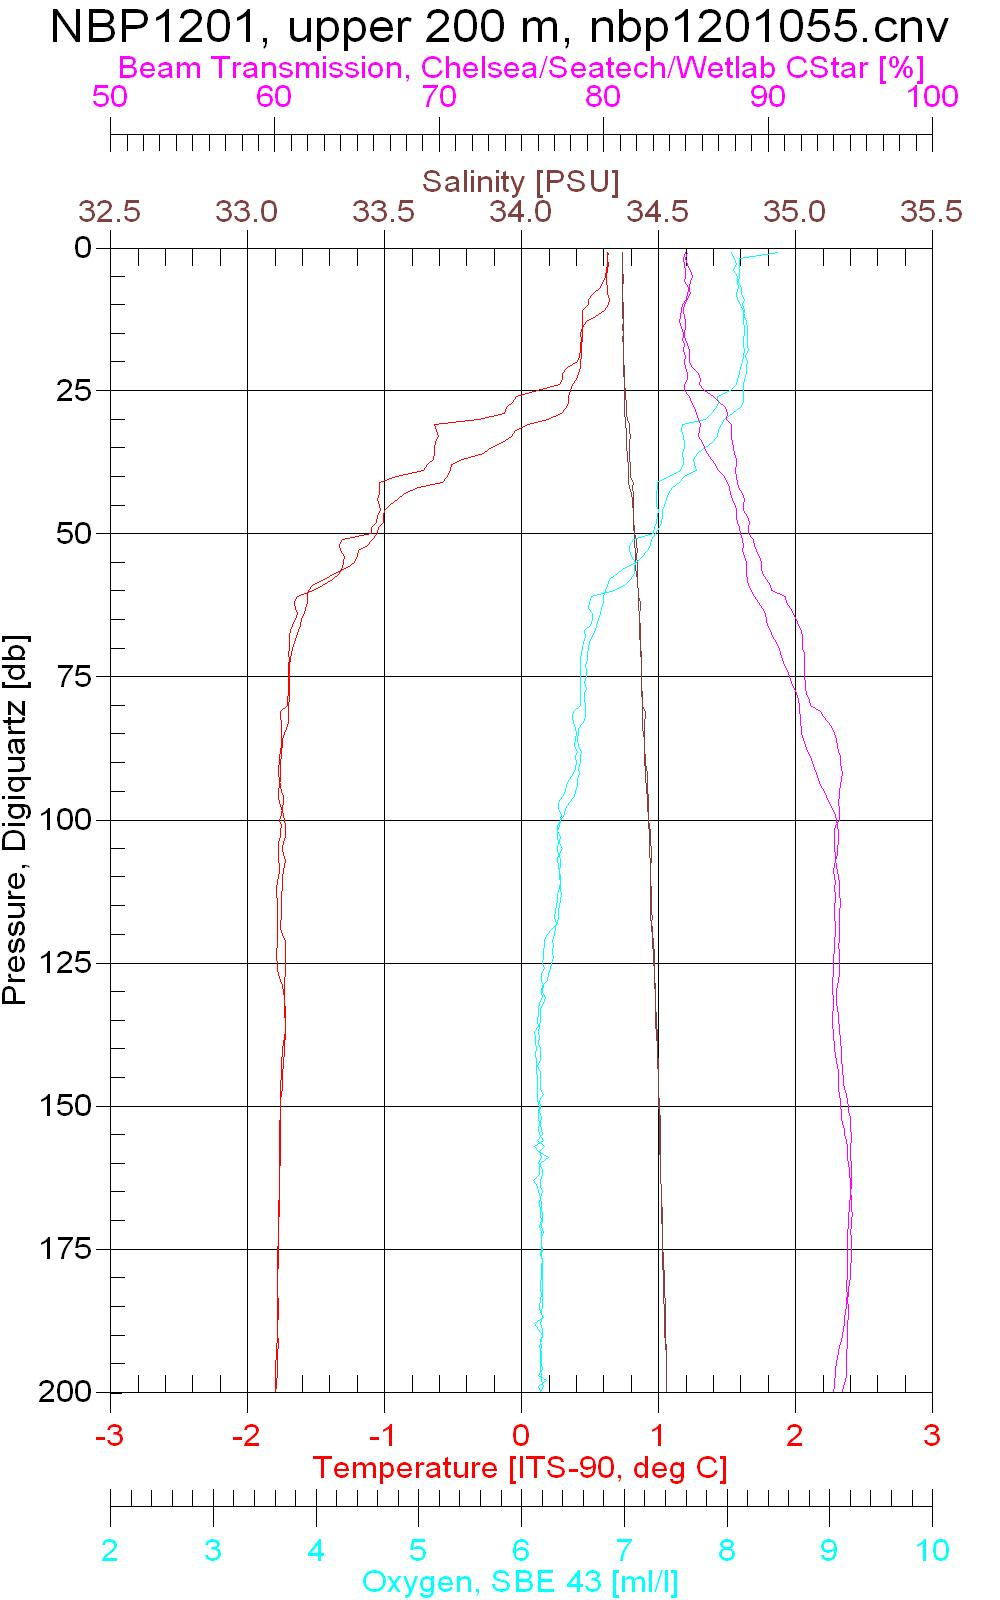 NBP1201, upper 200 m, nbp1201055.cnv
Beam Transmission, Chelsea/Seatech/Wetlab CStar [%]
50 60 70 80 90 100
Salinity [PSU]
32.5 33.0 33.5 34.0 34.5 35.0 35.5
0
25
50
75
100
125
150
175
200
Pressure, Digiquartz [db]
-3 -2 -1 0 1 2 3
Temperature [ITS-90, deg C]
2 3 4 5 6 7 8 9 10
Oxygen, SBE 43 [ml/l]